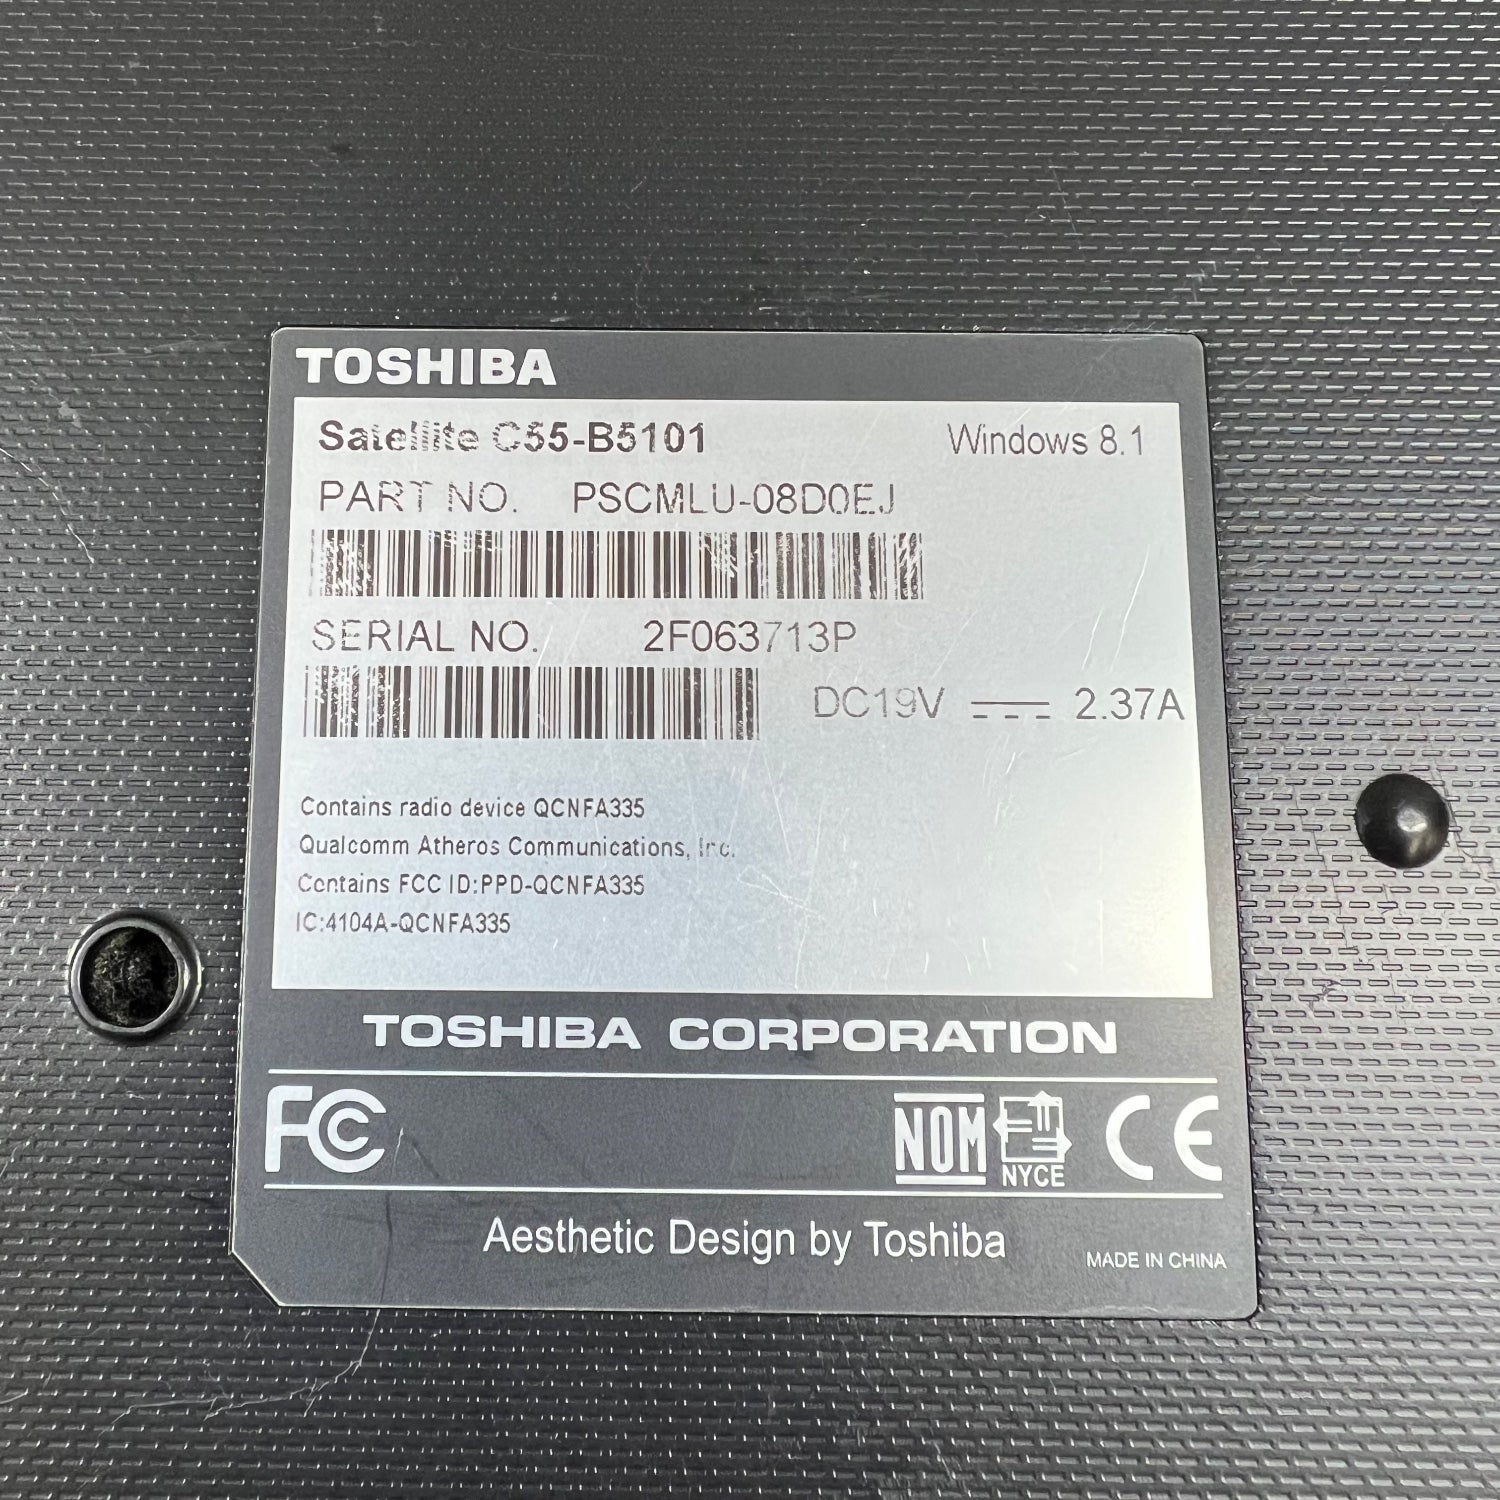 TOSHIBA
Satellite C55-B5101 Windows 8.1
PART NO. PSCMLU-08D0EJ
SERIAL NO. 2F063713P
DC19V 2.37A
Contains radio device QCNFA335
Qualcomm Atheros Communications, Inc.
Contains FCC ID:PPD-QCNFA335
IC:4104A-QCNFA335
TOSHIBA CORPORATION
FC NOM NYCE CE
Aesthetic Design by Toshiba
MADE IN CHINA